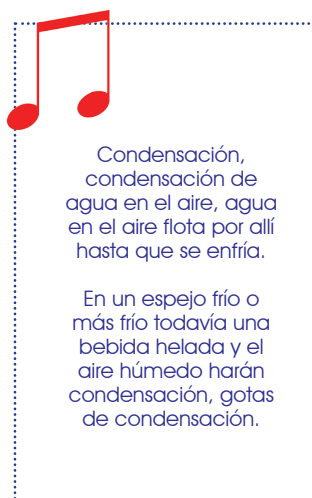 Condensación,
condensación de
agua en el aire, agua
en el aire flota por allí
hasta que se enfría.
En un espejo frío o
más frío todavía una
bebida helada y el
aire húmedo harán
condensación, gotas
de condensación.